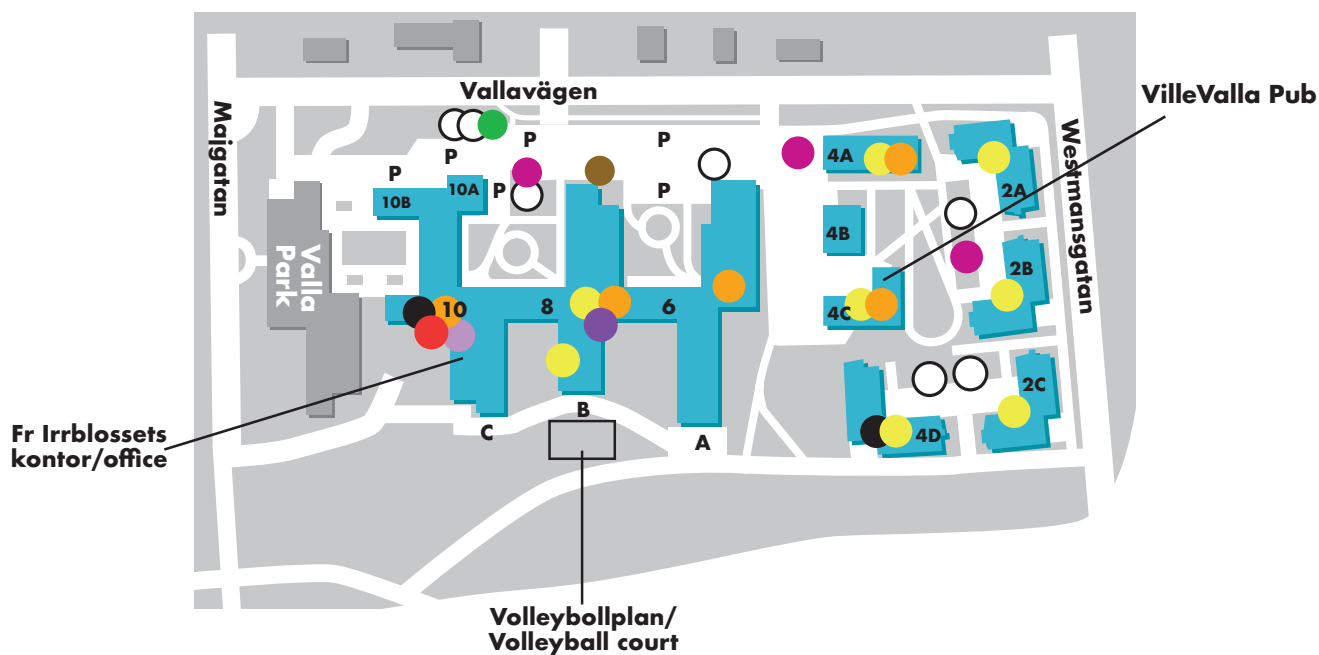 Vallavägen
VilleValla Pub
Majgatan
Westmansgatan
P
P
P
4A
P
10A
P
P
10B
2A
4B
Valla
Park
2B
10
8
6
4C
2C
B
Fr Irrblossets
kontor/office
C
A
4D
Volleybollplan/
Volleyball court